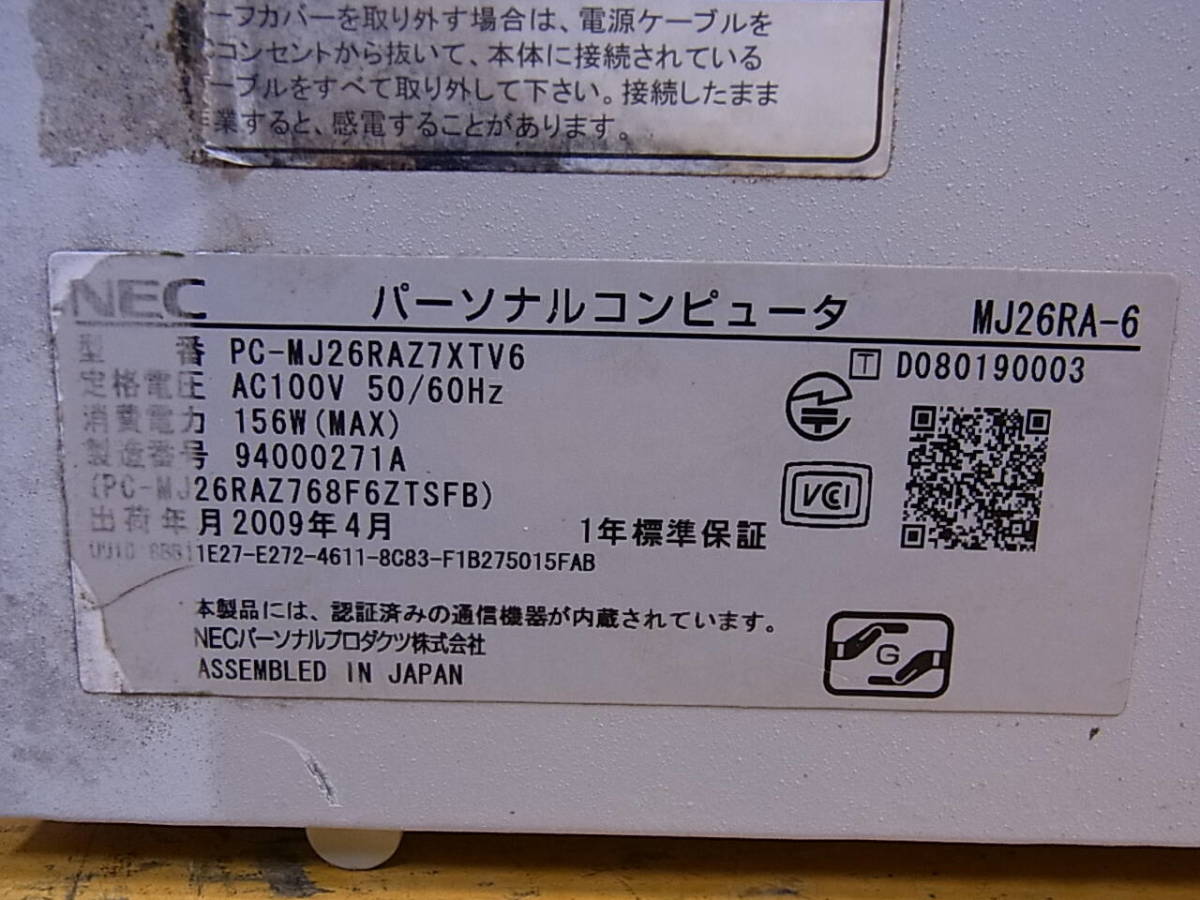 ーフカバーを取り外す場合は、電源ケーブルを
Cコンセントから抜いて、本体に接続されている
ーブルをすべて取り外して下さい。接続したまま
業すると、感電することがあります。
NEC パーソナルコンピュータ MJ26RA-6
型番 PC-MJ26RAZ7XTV6
T D080190003
定格電圧 AC100V 50/60Hz
消費電力 156W(MAX)
製造番号 94000271A
(PC-MJ26RAZ768F6ZTSFB)
VCCI
出荷年月 2009年4月 1年標準保証
1E27-E272-4611-8C83-F1B275015FAB
本製品には、認証済みの通信機器が内蔵されています。
NECパーソナルプロダクツ株式会社
ASSEMBLED IN JAPAN
G